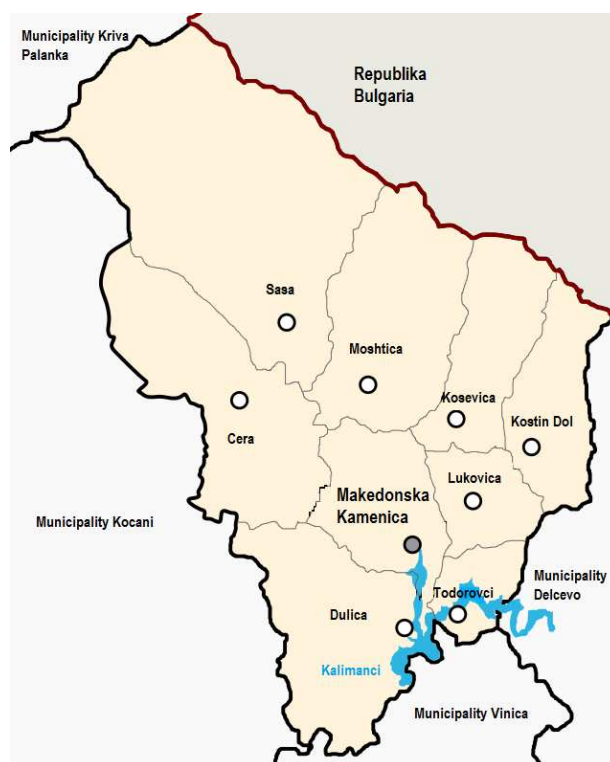 Municipality Kriva
Palanka
Republika
Bulgaria
Sasa
Moshtica
Kosevica
Kostin Dol
Cera
Lukovica
Makedonska
Kamenica
Municipality Kocani
Municipality
Delcevo
Todorovci
Dulica
Kalimanci
Municipality Vinica